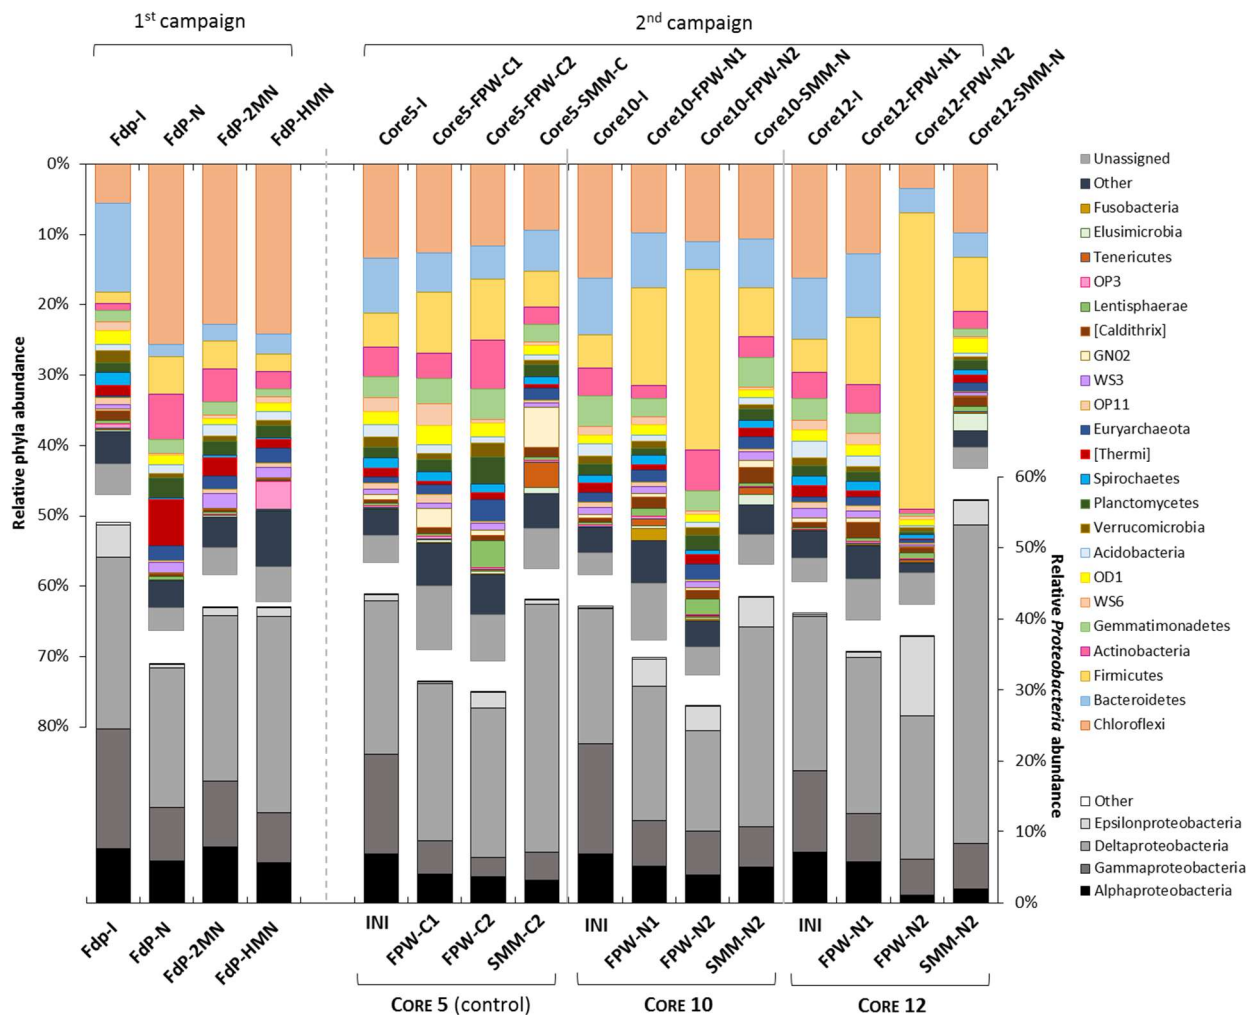 1st campaign
2nd campaign
Fdp-I
FdP-N
FdP-2MN
FdP-HMN
Core5-I
Core5-FPW-C1
Core5-FPW-C2
Core5-SMM-C
Core10-I
Core10-FPW-N1
Core10-FPW-N2
Core10-SMM-N
Core12-I
Core12-FPW-N1
Core12-FPW-N2
Core12-SMM-N
0%
10%
20%
30%
40%
50%
60%
70%
80%
Relative phyla abundance
60%
50%
40%
30%
20%
10%
0%
Relative Proteobacteria abundance
Unassigned
Other
Fusobacteria
Elusimicrobia
Tenericutes
OP3
Lentisphaerae
[Caldithrix]
GN02
WS3
OP11
Euryarchaeota
[Thermi]
Spirochaetes
Planctomycetes
Verrucomicrobia
Acidobacteria
OD1
WS6
Gemmatimonadetes
Actinobacteria
Firmicutes
Bacteroidetes
Chloroflexi
Other
Epsilonproteobacteria
Deltaproteobacteria
Gammaproteobacteria
Alphaproteobacteria
Fdp-I
FdP-N
FdP-2MN
FdP-HMN
INI
FPW-C1
FPW-C2
SMM-C2
INI
FPW-N1
FPW-N2
SMM-N2
INI
FPW-N1
FPW-N2
SMM-N2
CORE 5 (control)
CORE 10
CORE 12